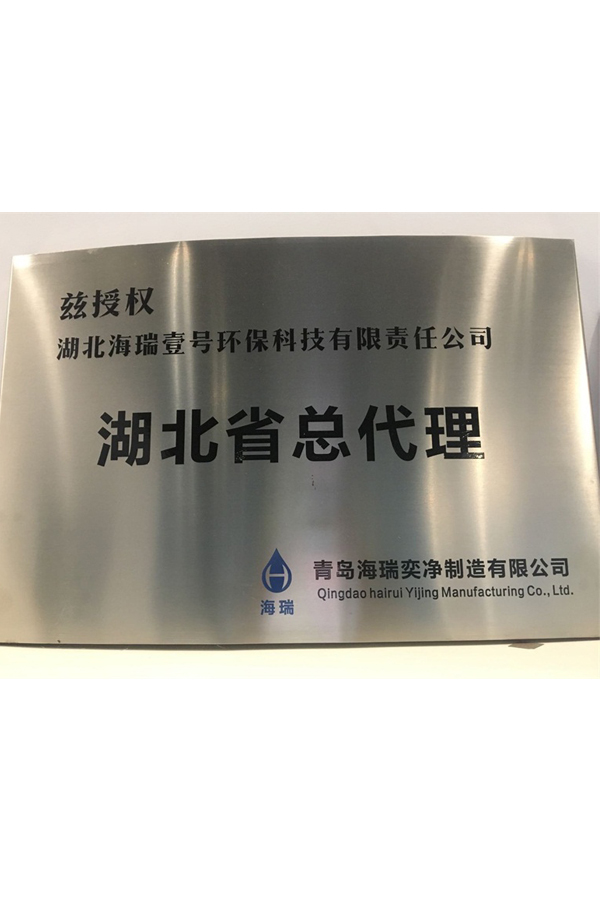 兹授权
湖北海瑞壹号环保科技有限责任公司
湖北省总代理
海瑞
青岛海瑞奕净制造有限公司
Qingdao hairui Yijing Manufacturing Co., Ltd.